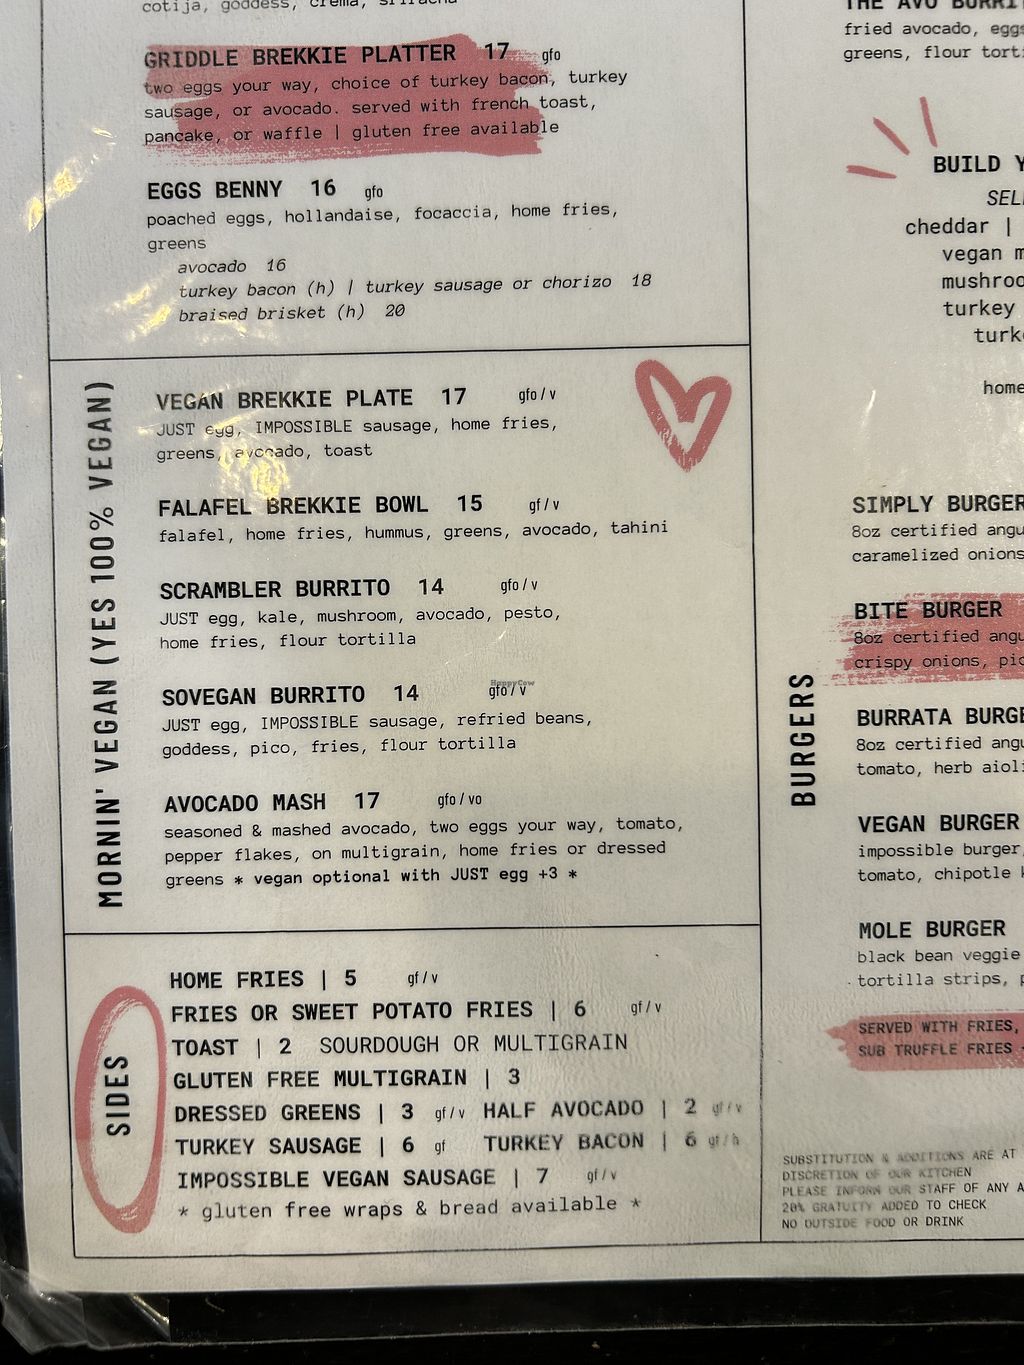 cotija, goddess, crema, sriracha
GRIDDLE BREKKIE PLATTER 17 gfo
two eggs your way, choice of turkey bacon, turkey
sausage, or avocado. served with french toast,
pancake, or waffle | gluten free available
EGGS BENNY 16 gfo
poached eggs, hollandaise, focaccia, home fries,
greens
avocado 16
turkey bacon (h) | turkey sausage or chorizo 18
braised brisket (h) 20
MORNIN' VEGAN (YES 100% VEGAN)
VEGAN BREKKIE PLATE 17 gfo/v
JUST egg, IMPOSSIBLE sausage, home fries,
greens, avocado, toast
FALAFEL BREKKIE BOWL 15 gf/v
falafel, home fries, hummus, greens, avocado, tahini
SCRAMBLER BURRITO 14 gfo/v
JUST egg, kale, mushroom, avocado, pesto,
home fries, flour tortilla
SOVEGAN BURRITO 14 gfo/v
JUST egg, IMPOSSIBLE sausage, refried beans,
goddess, pico, fries, flour tortilla
AVOCADO MASH 17 gfo/vo
seasoned & mashed avocado, two eggs your way, tomato,
pepper flakes, on multigrain, home fries or dressed
greens * vegan optional with JUST egg +3 *
SIDES
HOME FRIES | 5 gf/v
FRIES OR SWEET POTATO FRIES | 6 gf/v
TOAST | 2 SOURDOUGH OR MULTIGRAIN
GLUTEN FREE MULTIGRAIN | 3
DRESSED GREENS | 3 gf/v HALF AVOCADO | 2 gf/v
TURKEY SAUSAGE | 6 gf TURKEY BACON | 6 gf/h
IMPOSSIBLE VEGAN SAUSAGE | 7 gf/v
* gluten free wraps & bread available *
THE AVO BURRI
fried avocado, eggs
greens, flour torti
BUILD Y
SEL
cheddar |
vegan m
mushroo
turkey
turk
home
BURGERS
SIMPLY BURGER
8oz certified angu
caramelized onions
BITE BURGER
8oz certified angu
crispy onions, pic
BURRATA BURGE
8oz certified angu
tomato, herb aioli
VEGAN BURGER
impossible burger,
tomato, chipotle k
MOLE BURGER
black bean veggie
tortilla strips, p
SERVED WITH FRIES,
SUB TRUFFLE FRIES
SUBSTITUTION & ADDITIONS ARE AT
DISCRETION OF OUR KITCHEN
PLEASE INFORM OUR STAFF OF ANY A
20% GRATUITY ADDED TO CHECK
NO OUTSIDE FOOD OR DRINK
HappyCow